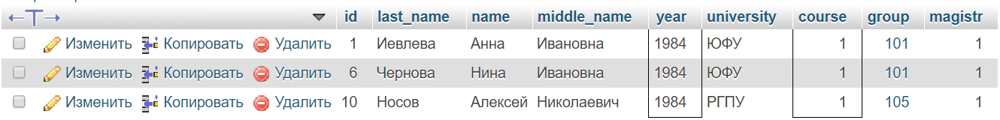 id last_name name middle_name year university course group magistr
Изменить Копировать Удалить 1 Иевлева Анна Ивановна 1984 ЮФУ 1 101 1
Изменить Копировать Удалить 6 Чернова Нина Ивановна 1984 ЮФУ 1 101 1
Изменить Копировать Удалить 10 Носов Алексей Николаевич 1984 РГПУ 1 105 1